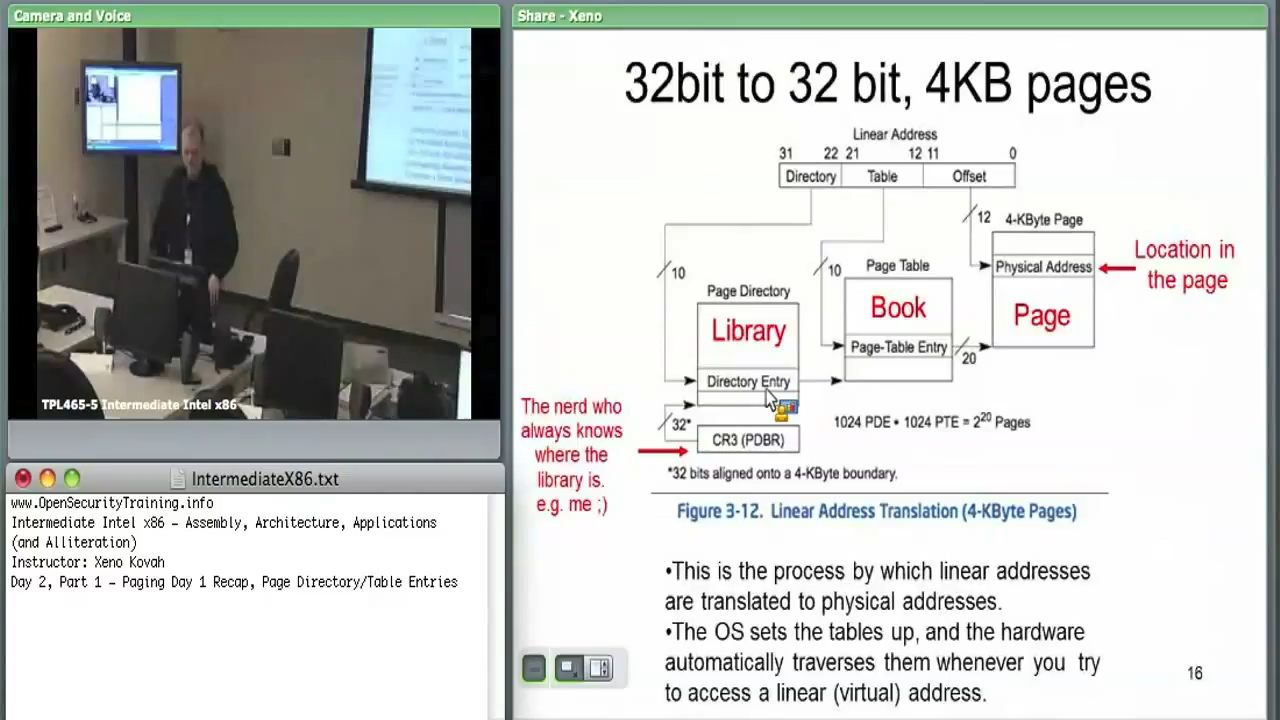 Camera and Voice
TPL465-5 Intermediate Intel x86
IntermediateX86.txt
www.OpenSecurityTraining.info
Intermediate Intel x86 – Assembly, Architecture, Applications
(and Alliteration)
Instructor: Xeno Kovah
Day 2, Part 1 – Paging Day 1 Recap, Page Directory/Table Entries
Share - Xeno
32bit to 32 bit, 4KB pages
Linear Address
31 22 21 12 11 0
Directory Table Offset
12
4-KByte Page
Physical Address
Page
Location in
the page
10
Page Table
Book
Page-Table Entry
20
10
Page Directory
Library
Directory Entry
32*
CR3 (PDBR)
The nerd who
always knows
where the
library is.
e.g. me ;)
1024 PDE • 1024 PTE = 2^20 Pages
*32 bits aligned onto a 4-KByte boundary.
Figure 3-12. Linear Address Translation (4-KByte Pages)
•This is the process by which linear addresses
are translated to physical addresses.
•The OS sets the tables up, and the hardware
automatically traverses them whenever you try
to access a linear (virtual) address.
16